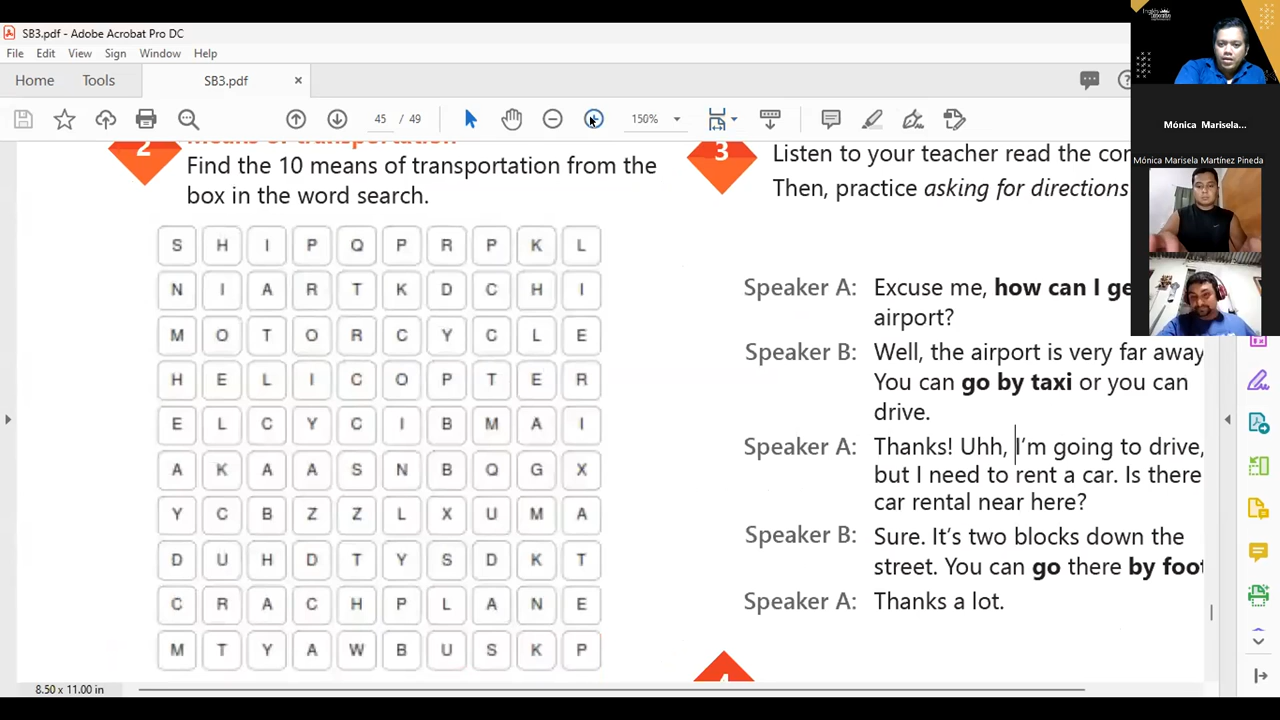 SB3.pdf - Adobe Acrobat Pro DC
File Edit View Sign Window Help
Home Tools SB3.pdf ×
45 / 49 150%
2
Find the 10 means of transportation from the
box in the word search.
S H I P Q P R P K L
N I A R T K D C H I
M O T O R C Y C L E
H E L I C O P T E R
E L C Y C I B M A I
A K A A S N B Q G X
Y C B Z Z L X U M A
D U H D T Y S D K T
C R A C H P L A N E
M T Y A W B U S K P
3
Listen to your teacher read the
Then, practice asking for directions
Speaker A: Excuse me, how can I
airport?
Speaker B: Well, the airport is very far away
You can go by taxi or you can
drive.
Speaker A: Thanks! Uhh, I'm going to drive,
but I need to rent a car. Is there
car rental near here?
Speaker B: Sure. It's two blocks down the
street. You can go there by
Speaker A: Thanks a lot.
8.50 x 11.00 in
Mónica Marisela...
Mónica Marisela Martínez Pineda